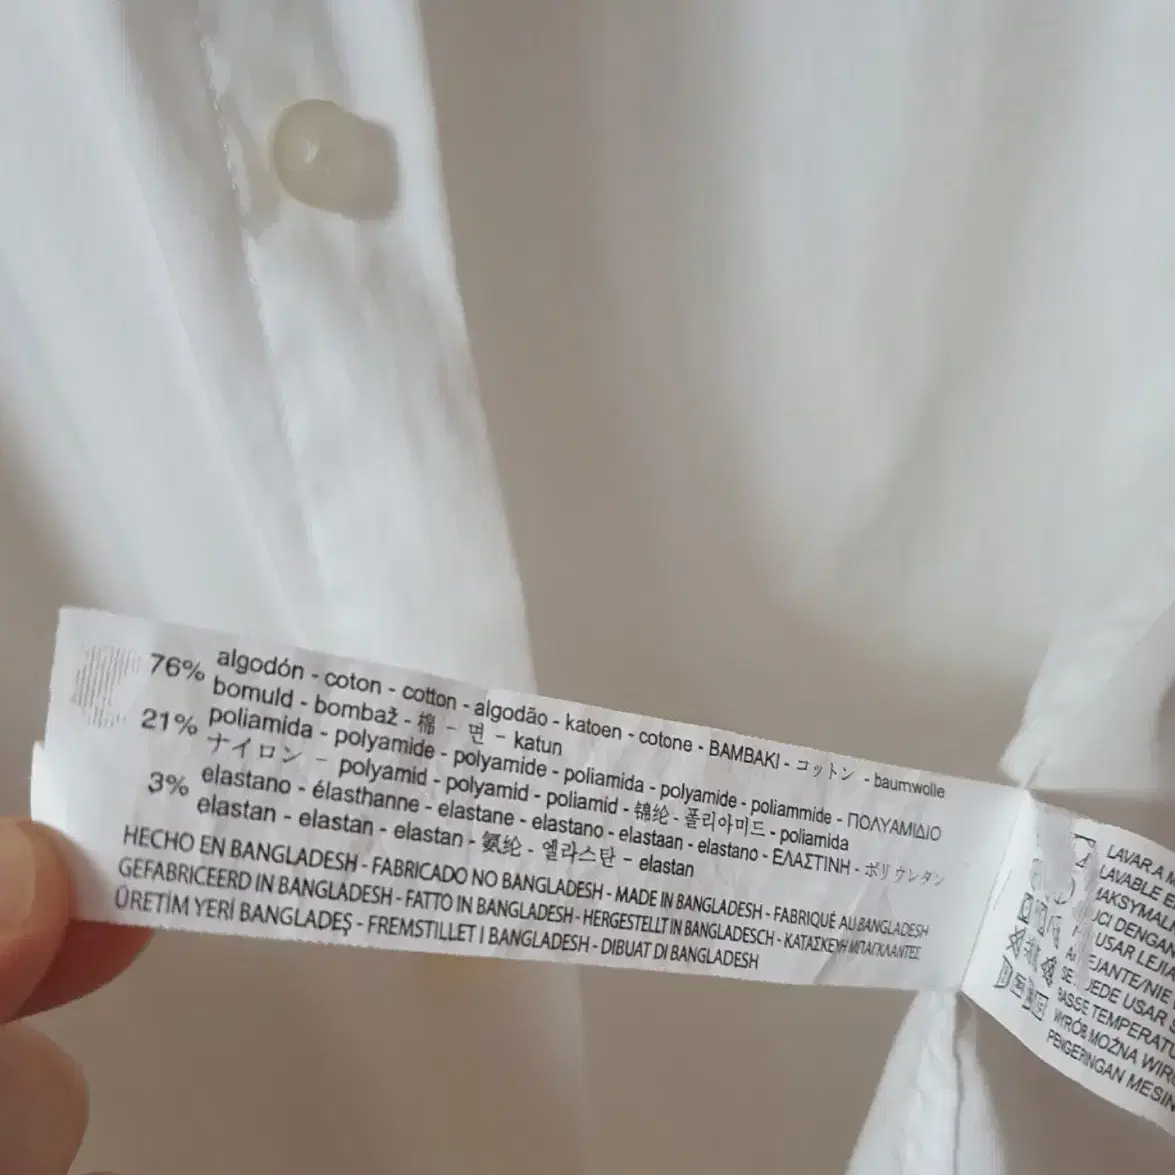 76% algodón - coton - cotton - algodão - katoen - cotone - BAMBAKI - コットン - baumwolle
bomuld - bombaž - 棉 - 면 - katun
21% poliamida - polyamide - polyamide - poliamida - polyamide - poliammide - ΠΟΛΥΑΜΙΔΙΟ
ナイロン - polyamid - polyamid - poliamid - 锦纶 - 폴리아미드 - poliamida
3% elastano - élasthanne - elastane - elastano - elastaan - elastano - ΕΛΑΣΤΙΝΗ - ポリウレタン
elastan - elastan - elastan - 氨纶 - 엘라스탄 - elastan
HECHO EN BANGLADESH - FABRICADO NO BANGLADESH - MADE IN BANGLADESH - FABRIQUÉ AU BANGLADESH
GEFABRICEERD IN BANGLADESH - FATTO IN BANGLADESH - HERGESTELLT IN BANGLADESCH - ΚΑΤΑΣΚΕΥΗ ΜΠΑΓΚΛΑΝΤΕΣ
ÜRETİM YERİ BANGLADEŞ - FREMSTILLET I BANGLADESH - DIBUAT DI BANGLADESH
LAVAR A
LAVABLE
MAKSYMAL
UCI DENGAN
USAR LEJIA
EJANTE/NIE
USAR
BASSE TEMPERATU
WYRÓB MOŻNA WIR
PENGERINGAN MESIN